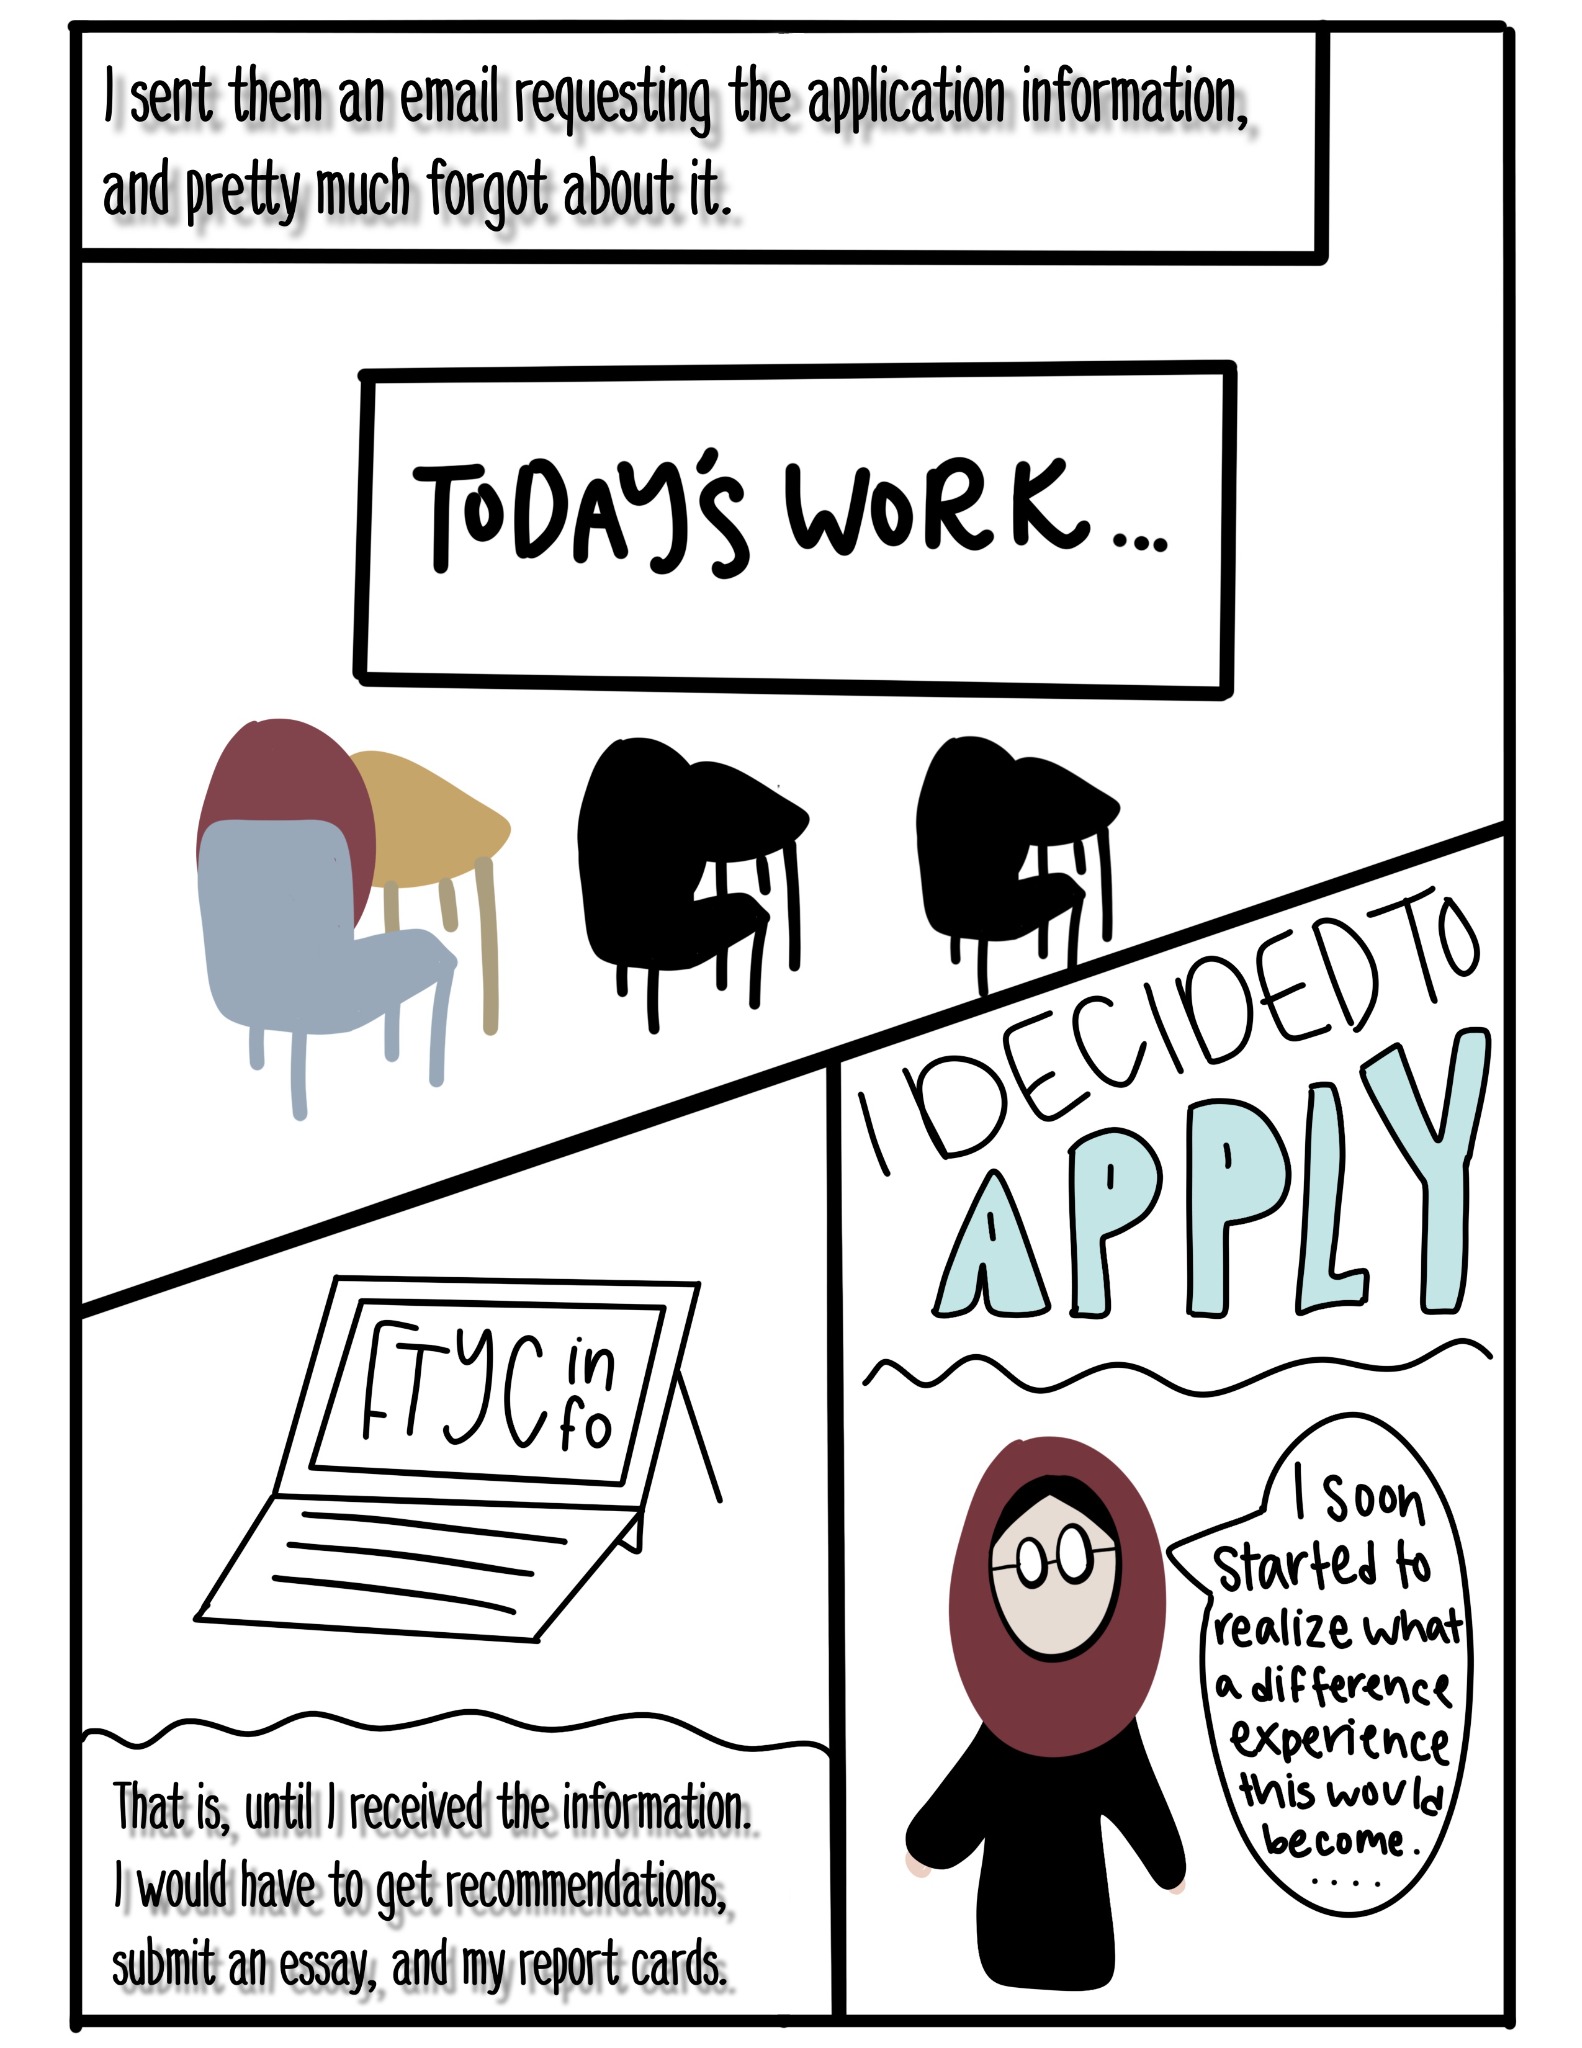 I sent them an email requesting the application information,
and pretty much forgot about it.
TODAY'S WORK...
FTYC in
fo
That is, until I received the information.
I would have to get recommendations,
submit an essay, and my report cards.
I DECIDED TO
APPLY
I soon
started to
realize what
a difference
experience
this would
become.
....